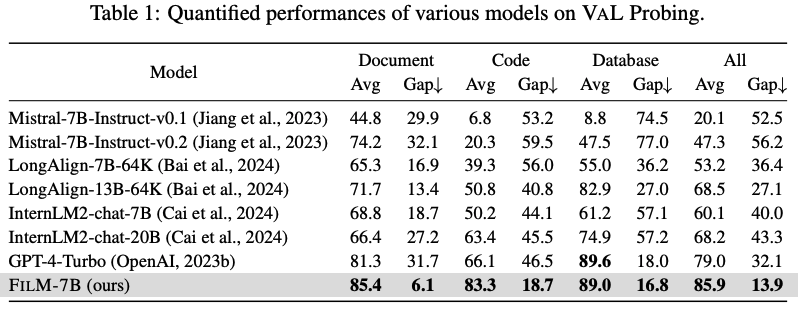 Table 1: Quantified performances of various models on VAL Probing.
Model Document Code Database All
Avg Gap↓ Avg Gap↓ Avg Gap↓ Avg Gap↓
Mistral-7B-Instruct-v0.1 (Jiang et al., 2023) 44.8 29.9 6.8 53.2 8.8 74.5 20.1 52.5
Mistral-7B-Instruct-v0.2 (Jiang et al., 2023) 74.2 32.1 20.3 59.5 47.5 77.0 47.3 56.2
LongAlign-7B-64K (Bai et al., 2024) 65.3 16.9 39.3 56.0 55.0 36.2 53.2 36.4
LongAlign-13B-64K (Bai et al., 2024) 71.7 13.4 50.8 40.8 82.9 27.0 68.5 27.1
InternLM2-chat-7B (Cai et al., 2024) 68.8 18.7 50.2 44.1 61.2 57.1 60.1 40.0
InternLM2-chat-20B (Cai et al., 2024) 66.4 27.2 63.4 45.5 74.9 57.2 68.2 43.3
GPT-4-Turbo (OpenAI, 2023b) 81.3 31.7 66.1 46.5 89.6 18.0 79.0 32.1
FILM-7B (ours) 85.4 6.1 83.3 18.7 89.0 16.8 85.9 13.9